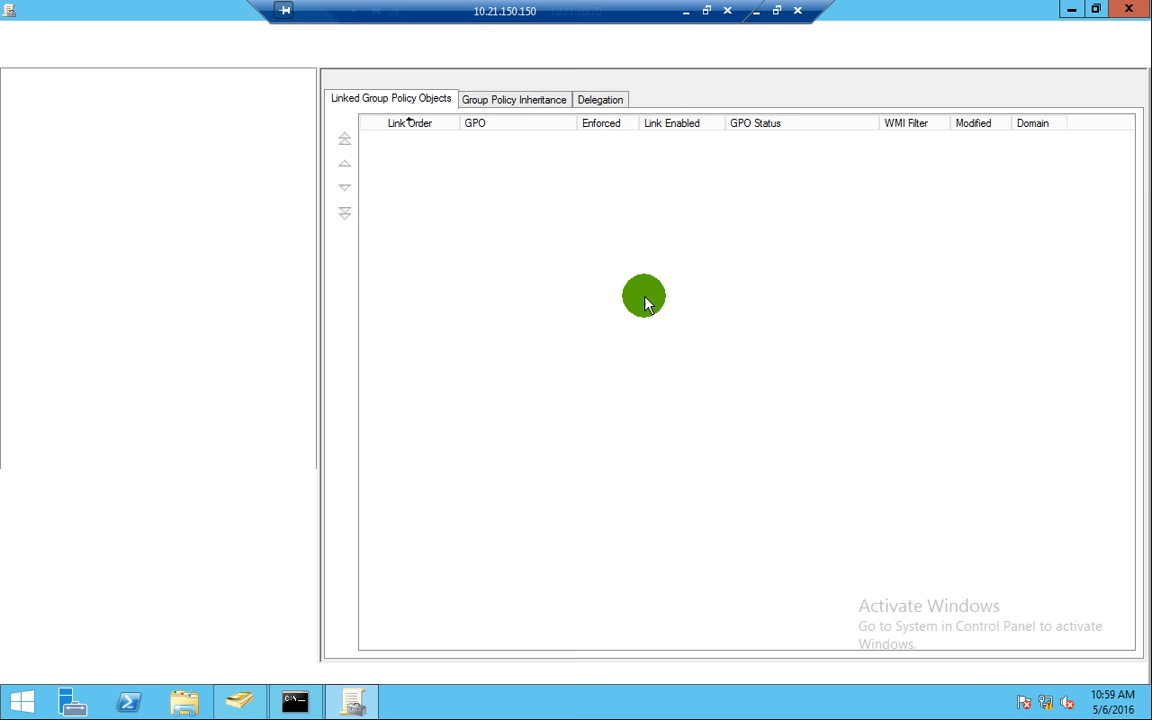 10.21.150.150
Linked Group Policy Objects Group Policy Inheritance Delegation
Link Order GPO Enforced Link Enabled GPO Status WMI Filter Modified Domain
Activate Windows
Go to System in Control Panel to activate
Windows.
C:\_
10:59 AM
5/6/2016